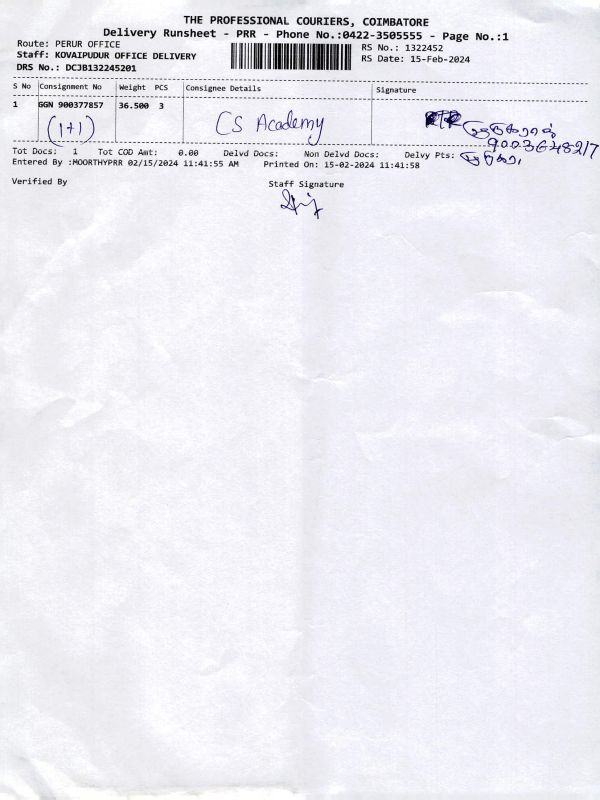 THE PROFESSIONAL COURIERS, COIMBATORE
Delivery Runsheet - PRR - Phone No.:0422-3505555 - Page No.:1
Route: PERUR OFFICE
RS No.: 1322452
Staff: KOVAIPUDUR OFFICE DELIVERY
RS Date: 15-Feb-2024
DRS No.: DCJB132245201
S No Consignment No Weight PCS Consignee Details Signature
1 GGN 900377857 36.500 3
(1+1) CS Academy
9003648217
Tot Docs: 1 Tot COD Amt: 0.00 Delvd Docs: Non Delvd Docs: Delvy Pts:
Entered By :MOORTHYPRR 02/15/2024 11:41:55 AM Printed On: 15-02-2024 11:41:58
Verified By Staff Signature